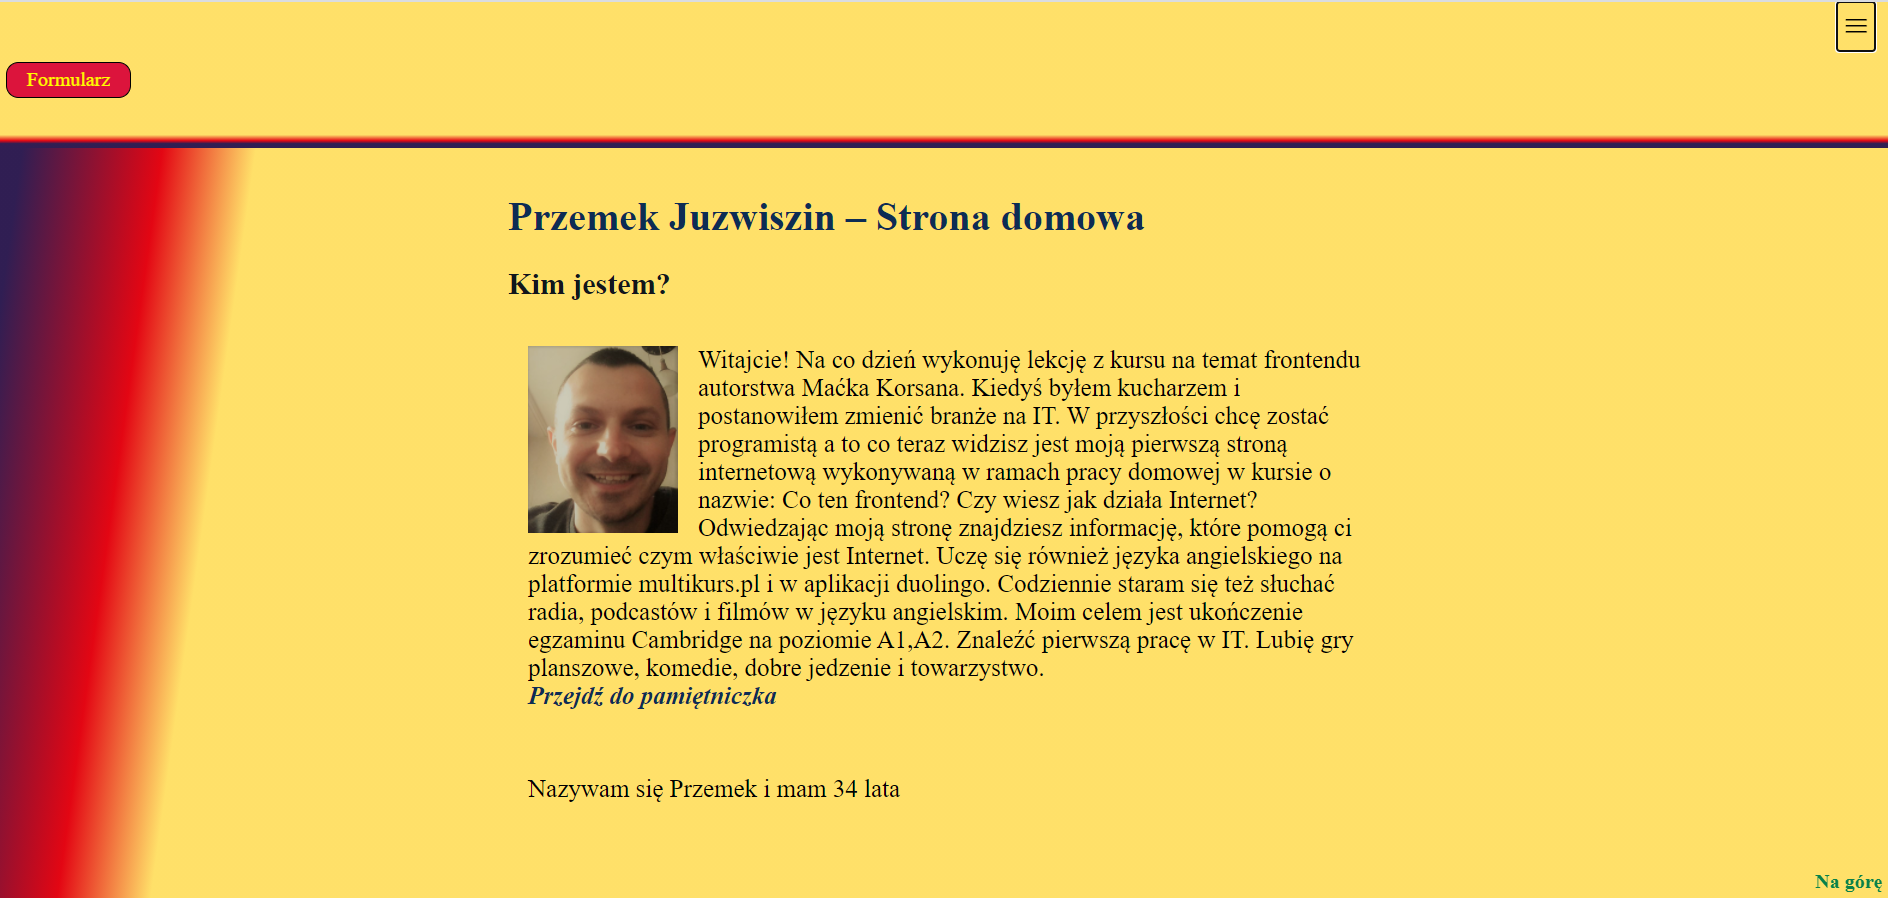 Formularz
Przemek Juzwiszin – Strona domowa
Kim jestem?
Witajcie! Na co dzień wykonuję lekcję z kursu na temat frontendu
autorstwa Maćka Korsana. Kiedyś byłem kucharzem i
postanowiłem zmienić branże na IT. W przyszłości chcę zostać
programistą a to co teraz widzisz jest moją pierwszą stroną
internetową wykonywaną w ramach pracy domowej w kursie o
nazwie: Co ten frontend? Czy wiesz jak działa Internet?
Odwiedzając moją stronę znajdziesz informację, które pomogą ci
zrozumieć czym właściwie jest Internet. Uczę się również języka angielskiego na
platformie multikurs.pl i w aplikacji duolingo. Codziennie staram się też słuchać
radia, podcastów i filmów w języku angielskim. Moim celem jest ukończenie
egzaminu Cambridge na poziomie A1,A2. Znaleźć pierwszą pracę w IT. Lubię gry
planszowe, komedie, dobre jedzenie i towarzystwo.
Przejdź do pamiętniczka
Nazywam się Przemek i mam 34 lata
Na górę